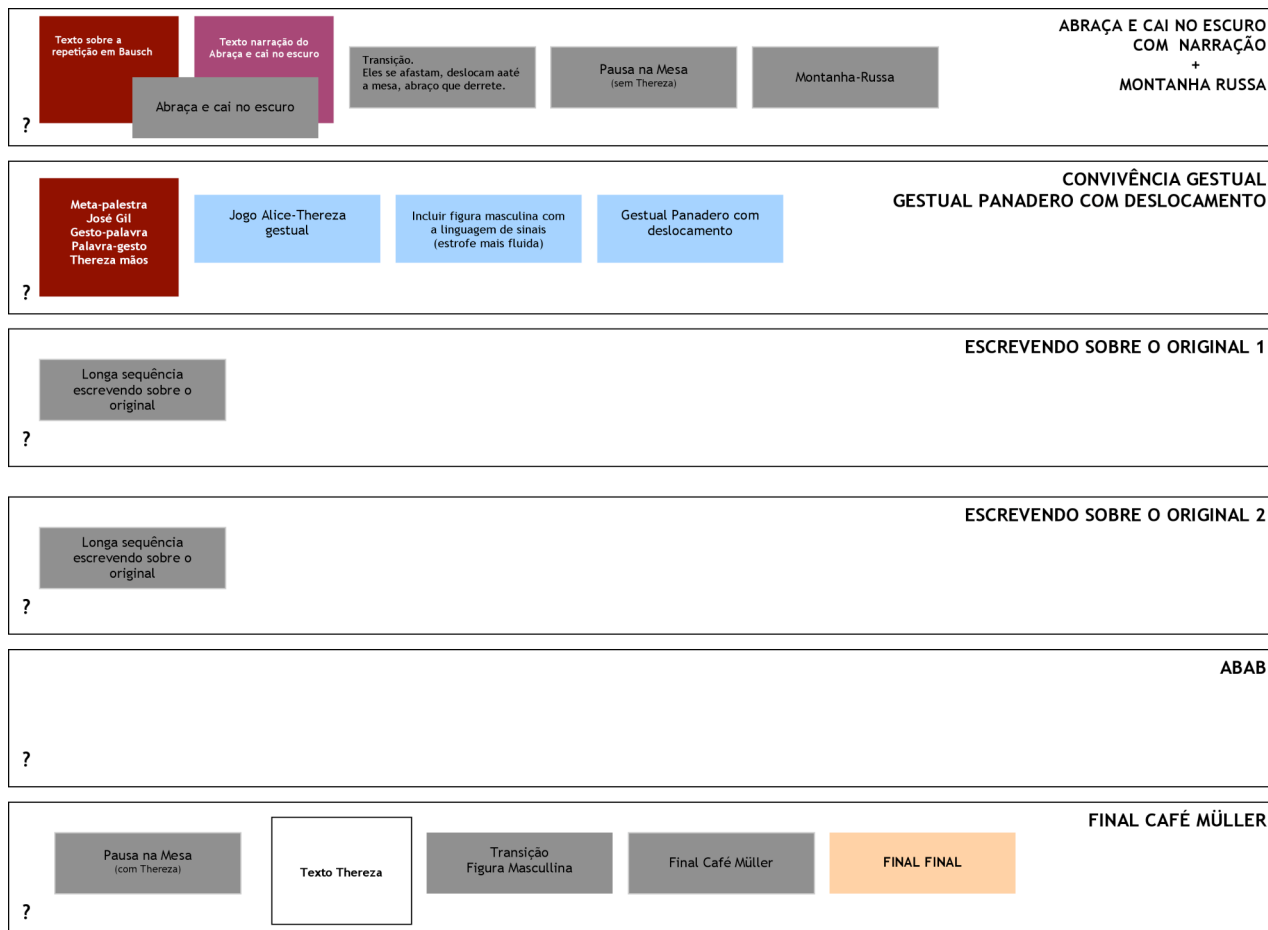 ABRAÇA E CAI NO ESCURO
COM NARRAÇÃO
+
MONTANHA RUSSA
Texto sobre a
repetição em Bausch
Texto narração do
Abraça e cai no escuro
Abraça e cai no escuro
Transição.
Eles se afastam, deslocam aaté
a mesa, abraço que derrete.
Pausa na Mesa
(sem Thereza)
Montanha-Russa
?
CONVIVÊNCIA GESTUAL
GESTUAL PANADERO COM DESLOCAMENTO
Meta-palestra
José Gil
Gesto-palavra
Palavra-gesto
Thereza mãos
Jogo Alice-Thereza
gestual
Incluir figura masculina com
a linguagem de sinais
(estrofe mais fluida)
Gestual Panadero com
deslocamento
?
ESCREVENDO SOBRE O ORIGINAL 1
Longa sequência
escrevendo sobre o
original
?
ESCREVENDO SOBRE O ORIGINAL 2
Longa sequência
escrevendo sobre o
original
?
ABAB
?
FINAL CAFÉ MÜLLER
Pausa na Mesa
(com Thereza)
Texto Thereza
Transição
Figura Mascullina
Final Café Müller
FINAL FINAL
?